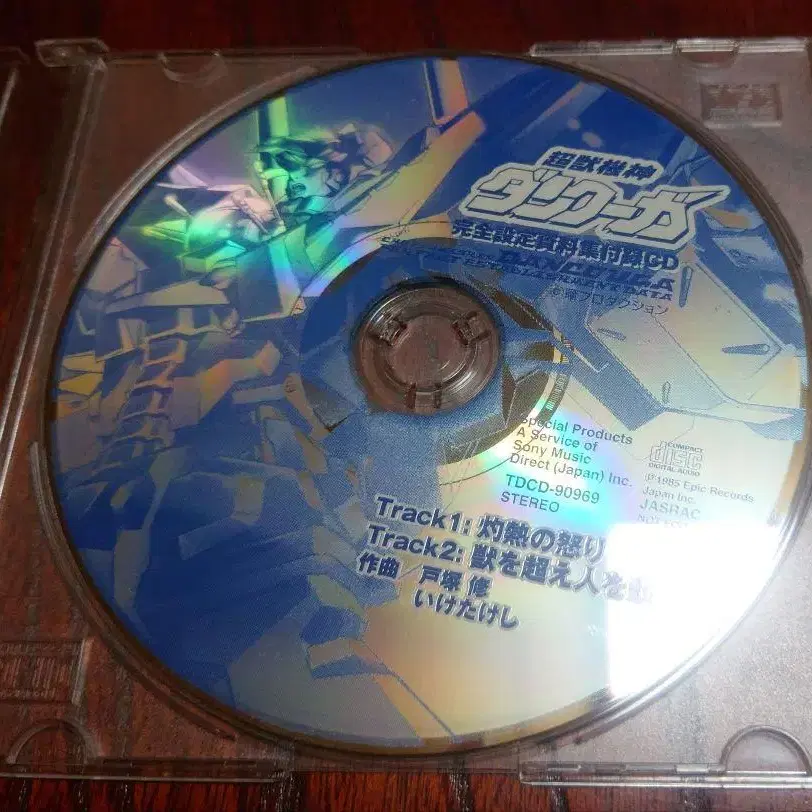 超獣機神
ダンクーガ
完全設定資料集付録CD
DANCOUGA
プロダクション
Special Products
A Service of
Sony Music
Direct (Japan) Inc.
TDCD-90969
STEREO
COMPACT
disc
DIGITAL AUDIO
℗1985 Epic Records
Japan Inc.
JASRAC
Track1: 灼熱の怒り
Track2: 獣を超え人を
作曲 戸塚 修
いけたけし